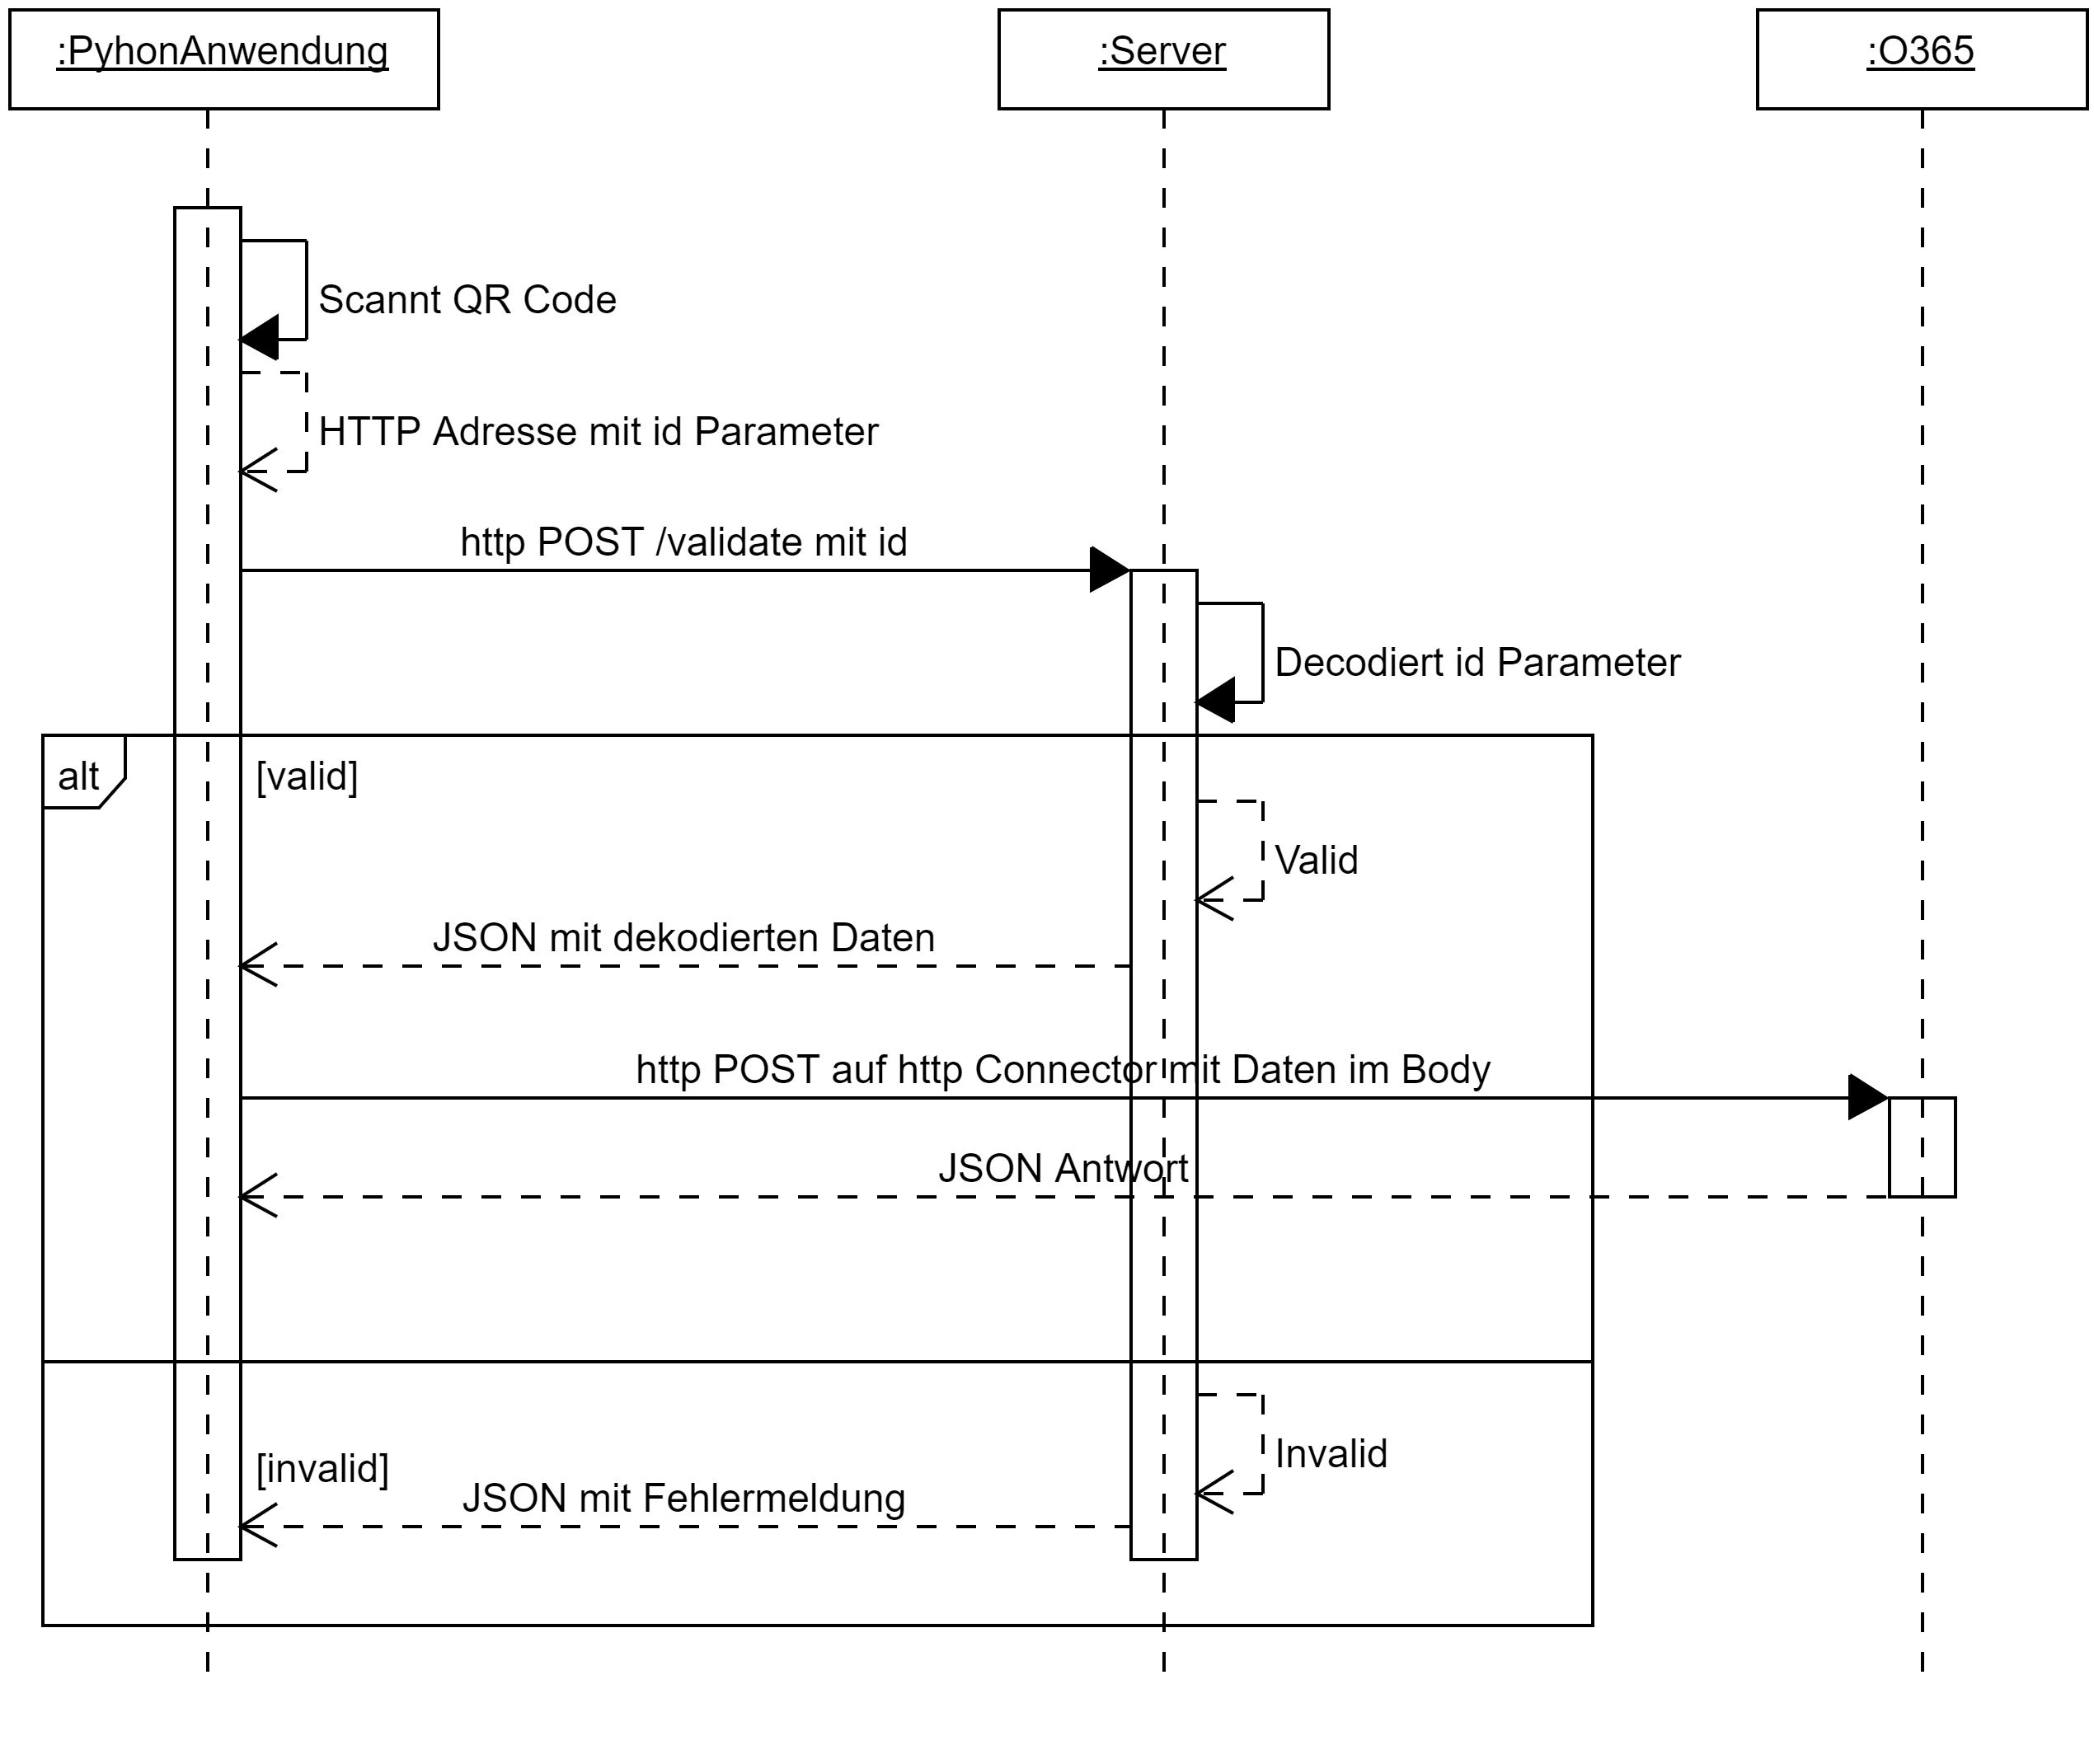 :PyhonAnwendung
:Server
:O365
Scannt QR Code
HTTP Adresse mit id Parameter
http POST /validate mit id
Decodiert id Parameter
alt
[valid]
Valid
JSON mit dekodierten Daten
http POST auf http Connector mit Daten im Body
JSON Antwort
Invalid
[invalid]
JSON mit Fehlermeldung